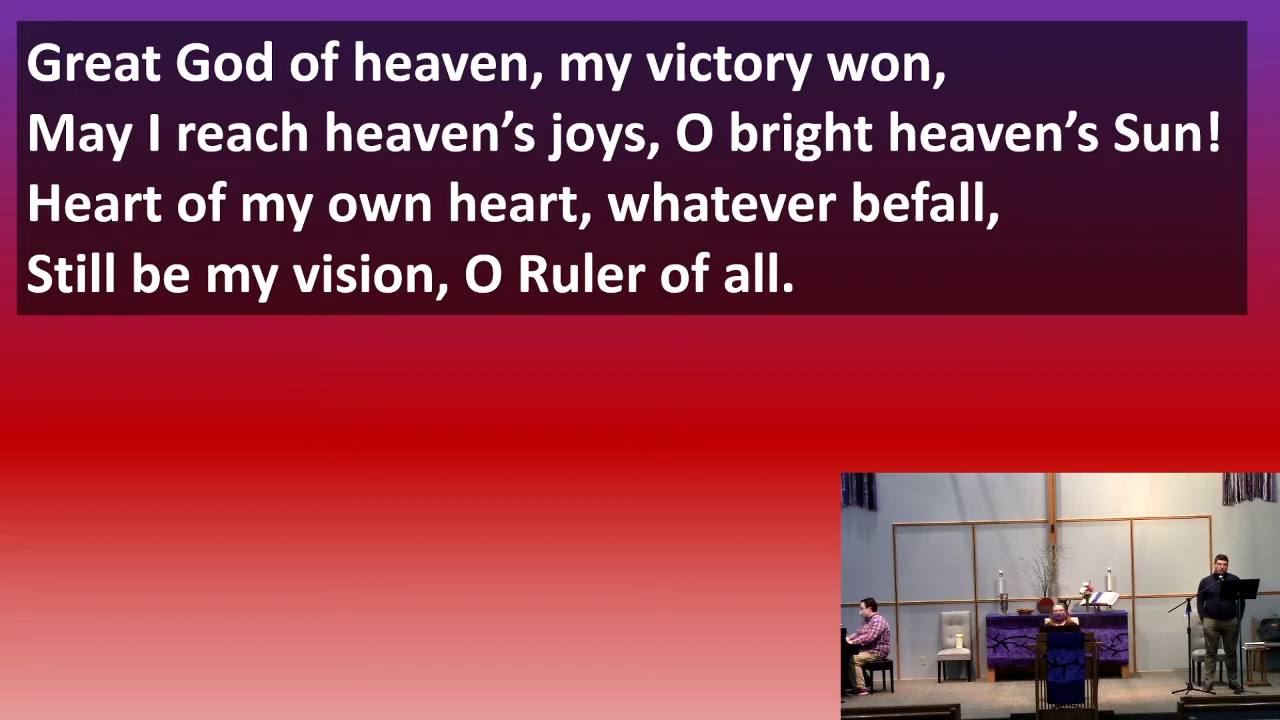 Great God of heaven, my victory won,
May I reach heaven’s joys, O bright heaven’s Sun!
Heart of my own heart, whatever befall,
Still be my vision, O Ruler of all.